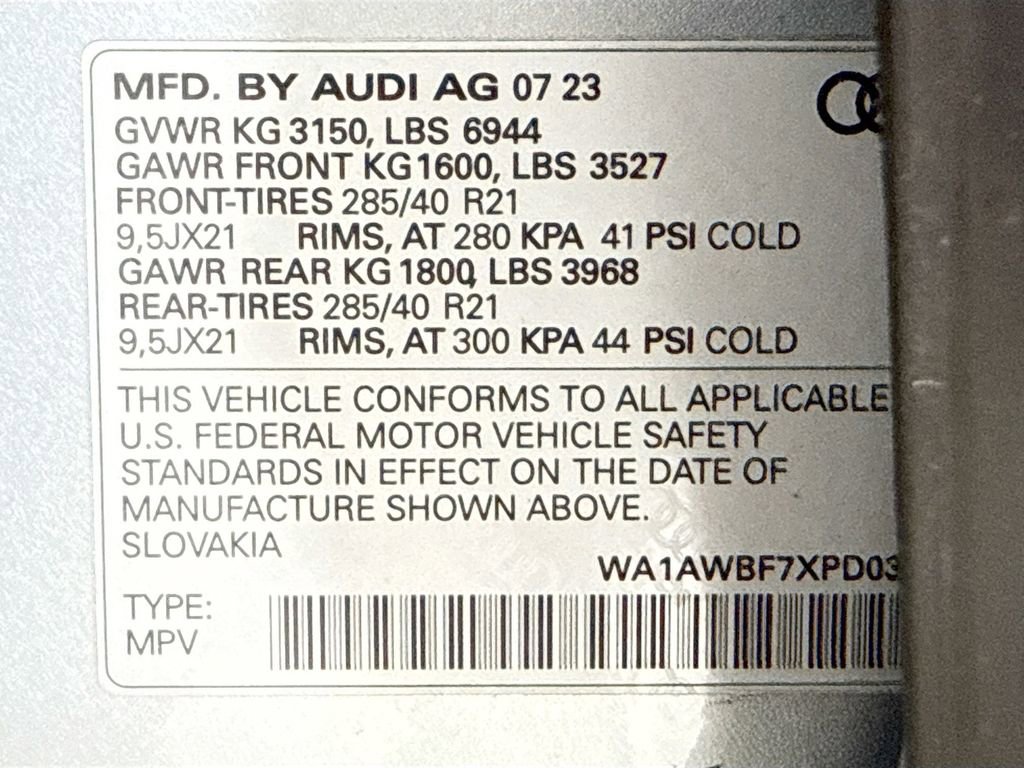 MFD. BY AUDI AG 07 23
GVWR KG 3150, LBS 6944
GAWR FRONT KG 1600, LBS 3527
FRONT-TIRES 285/40 R21
9,5JX21 RIMS, AT 280 KPA 41 PSI COLD
GAWR REAR KG 1800, LBS 3968
REAR-TIRES 285/40 R21
9,5JX21 RIMS, AT 300 KPA 44 PSI COLD
THIS VEHICLE CONFORMS TO ALL APPLICABLE
U.S. FEDERAL MOTOR VEHICLE SAFETY
STANDARDS IN EFFECT ON THE DATE OF
MANUFACTURE SHOWN ABOVE.
SLOVAKIA
WA1AWBF7XPD03
TYPE:
MPV